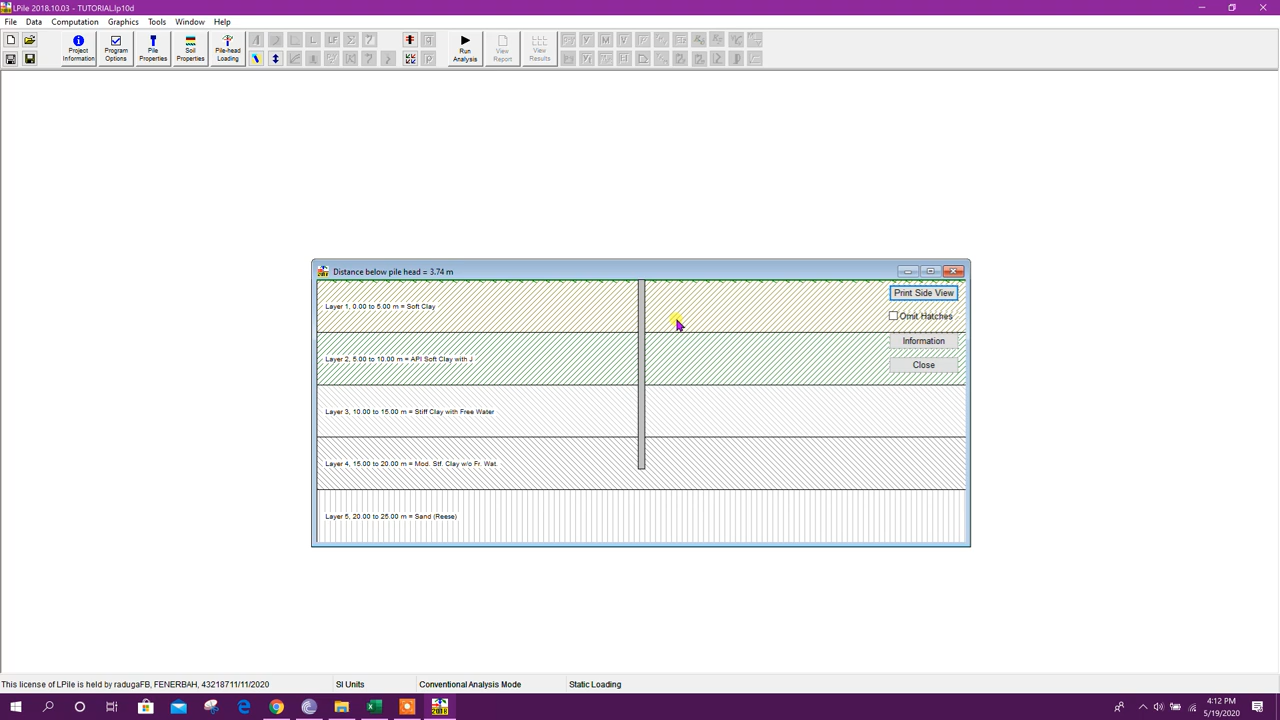 LPile 2018.10.03 - TUTORIAL.lp10d
File Data Computation Graphics Tools Window Help
Project Information
Program Options
Pile Properties
Soil Properties
Pile-head Loading
Run Analysis
View Report
View Results
Distance below pile head = 3.74 m
Print Side View
Layer 1, 0.00 to 5.00 m = Soft Clay
Omit Hatches
Information
Layer 2, 5.00 to 10.00 m = API Soft Clay with J
Close
Layer 3, 10.00 to 15.00 m = Stiff Clay with Free Water
Layer 4, 15.00 to 20.00 m = Mod. Stf. Clay w/o Fr. Wat.
Layer 5, 20.00 to 25.00 m = Sand (Reese)
This license of LPile is held by radugaFB, FENERBAH, 43218711/11/2020
SI Units
Conventional Analysis Mode
Static Loading
4:12 PM
5/19/2020